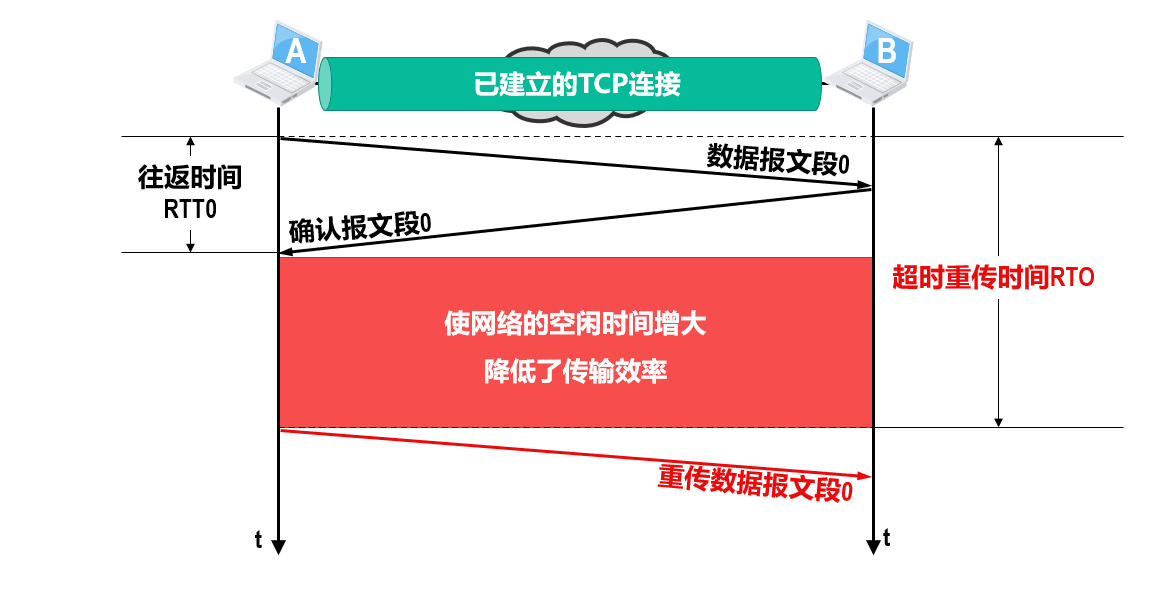 A
B
已建立的TCP连接
数据报文段0
往返时间
RTT0
确认报文段0
超时重传时间RTO
使网络的空闲时间增大
降低了传输效率
重传数据报文段0
t
t